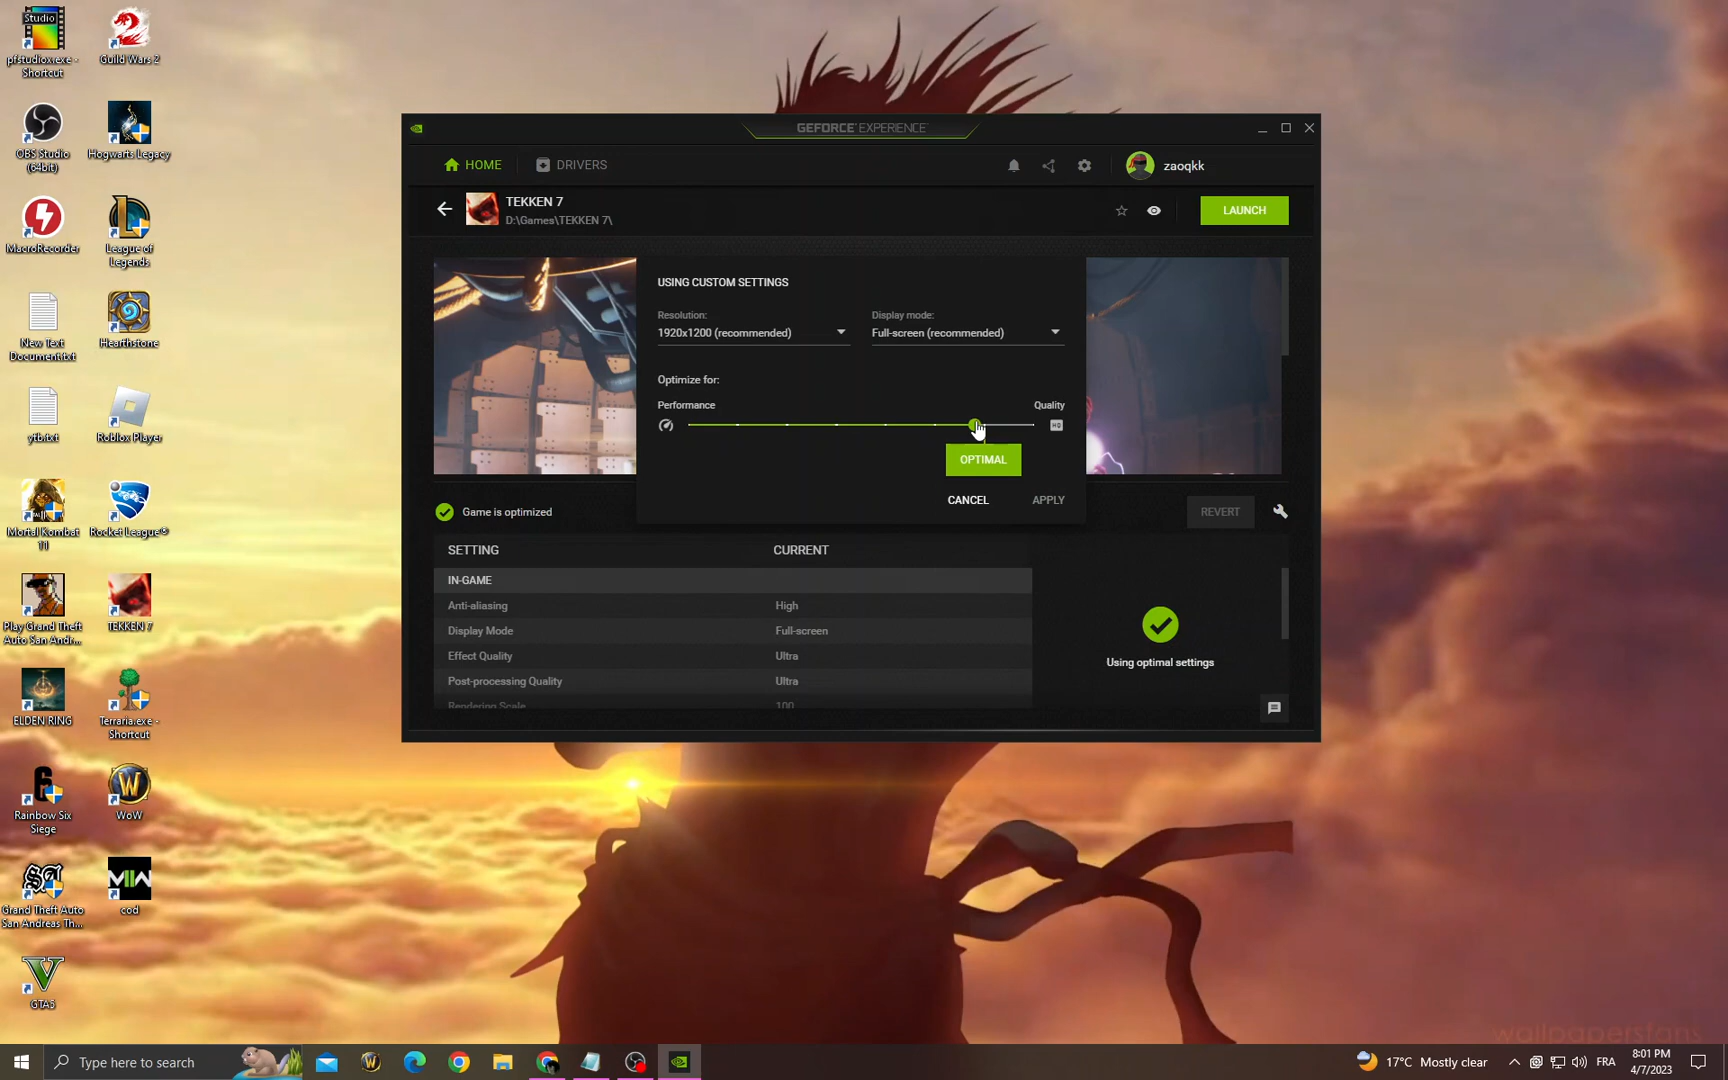 Studio
pfstudiox.exe -
Shortcut
Guild Wars 2
OBS Studio
(64bit)
Hogwarts Legacy
MacroRecorder
League of
Legends
New Text
Document.txt
Hearthstone
ytb.txt
Roblox Player
Mortal Kombat
11
Rocket League®
Play Grand Theft
Auto San Andr...
TEKKEN 7
ELDEN RING
Terraria.exe -
Shortcut
Rainbow Six
Siege
WoW
Grand Theft Auto
San Andreas Th...
cod
GTA5
GEFORCE EXPERIENCE
HOME
DRIVERS
zaoqkk
TEKKEN 7
D:\Games\TEKKEN 7\
LAUNCH
USING CUSTOM SETTINGS
Resolution:
Display mode:
1920x1200 (recommended)
Full-screen (recommended)
Optimize for:
Performance
Quality
HQ
OPTIMAL
CANCEL
APPLY
Game is optimized
REVERT
SETTING
CURRENT
IN-GAME
Anti-aliasing
High
Display Mode
Full-screen
Effect Quality
Ultra
Post-processing Quality
Ultra
Rendering Scale
100
Using optimal settings
wallpapersfans
Type here to search
17°C Mostly clear
FRA
8:01 PM
4/7/2023